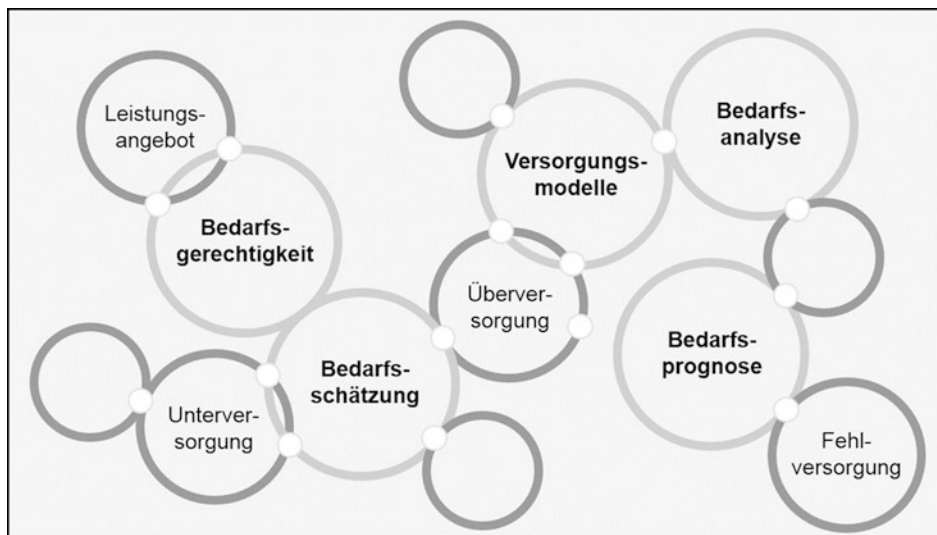 Leistungs-
angebot
Bedarfs-
gerechtigkeit
Unterver-
sorgung
Bedarfs-
schätzung
Überver-
sorgung
Versorgungs-
modelle
Bedarfs-
analyse
Bedarfs-
prognose
Fehl-
versorgung